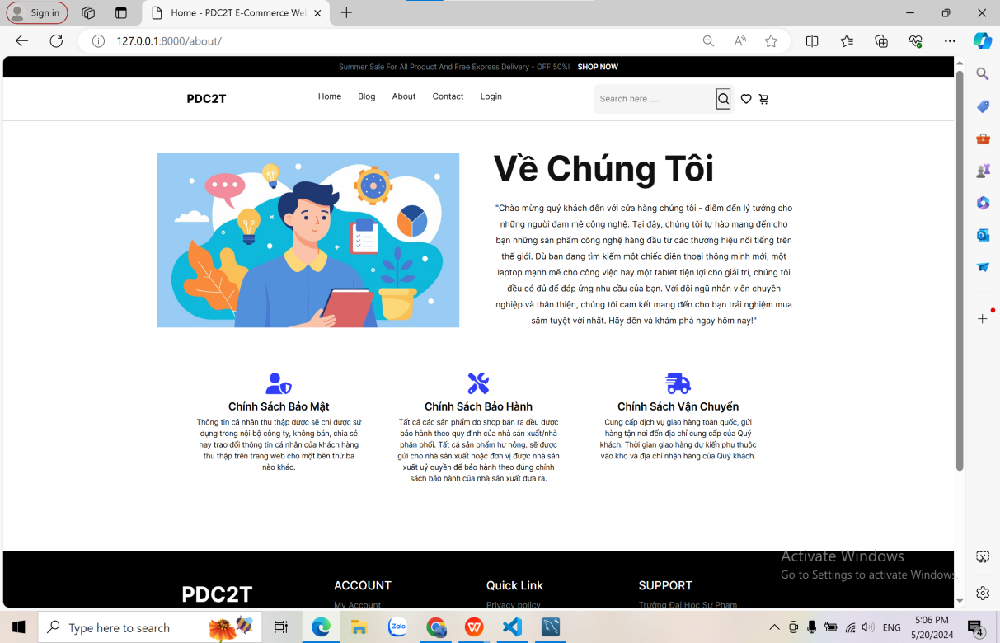 Sign in
Home - PDC2T E-Commerce Wel
127.0.0.1:8000/about/
Summer Sale For All Product And Free Express Delivery - OFF 50%! SHOP NOW
PDC2T
Home
Blog
About
Contact
Login
Search here .....
Về Chúng Tôi
"Chào mừng quý khách đến với cửa hàng chúng tôi - điểm đến lý tưởng cho
những người đam mê công nghệ. Tại đây, chúng tôi tự hào mang đến cho
bạn những sản phẩm công nghệ hàng đầu từ các thương hiệu nổi tiếng trên
thế giới. Dù bạn đang tìm kiếm một chiếc điện thoại thông minh mới, một
laptop mạnh mẽ cho công việc hay một tablet tiện lợi cho giải trí, chúng tôi
đều có đủ để đáp ứng nhu cầu của bạn. Với đội ngũ nhân viên chuyên
nghiệp và thân thiện, chúng tôi cam kết mang đến cho bạn trải nghiệm mua
sắm tuyệt vời nhất. Hãy đến và khám phá ngay hôm nay!"
Chính Sách Bảo Mật
Thông tin cá nhân thu thập được sẽ chỉ được sử
dụng trong nội bộ công ty, không bán, chia sẻ
hay trao đổi thông tin cá nhân của khách hàng
thu thập trên trang web cho một bên thứ ba
nào khác.
Chính Sách Bảo Hành
Tất cả các sản phẩm do shop bán ra đều được
bảo hành theo quy định của nhà sản xuất/nhà
phân phối. Tất cả sản phẩm hư hỏng, sẽ được
gửi cho nhà sản xuất hoặc đơn vị được nhà sản
xuất uỷ quyền để bảo hành theo đúng chính
sách bảo hành của nhà sản xuất đưa ra.
Chính Sách Vận Chuyển
Cung cấp dịch vụ giao hàng toàn quốc, gửi
hàng tận nơi đến địa chỉ cung cấp của Quý
khách. Thời gian giao hàng dự kiến phụ thuộc
vào kho và địa chỉ nhận hàng của Quý khách.
Activate Windows
Go to Settings to activate Windows.
PDC2T
ACCOUNT
My Account
Quick Link
Privacy policy
SUPPORT
Trường Đại Học Sư Phạm
Type here to search
Zalo
ENG
5:06 PM
5/20/2024
4